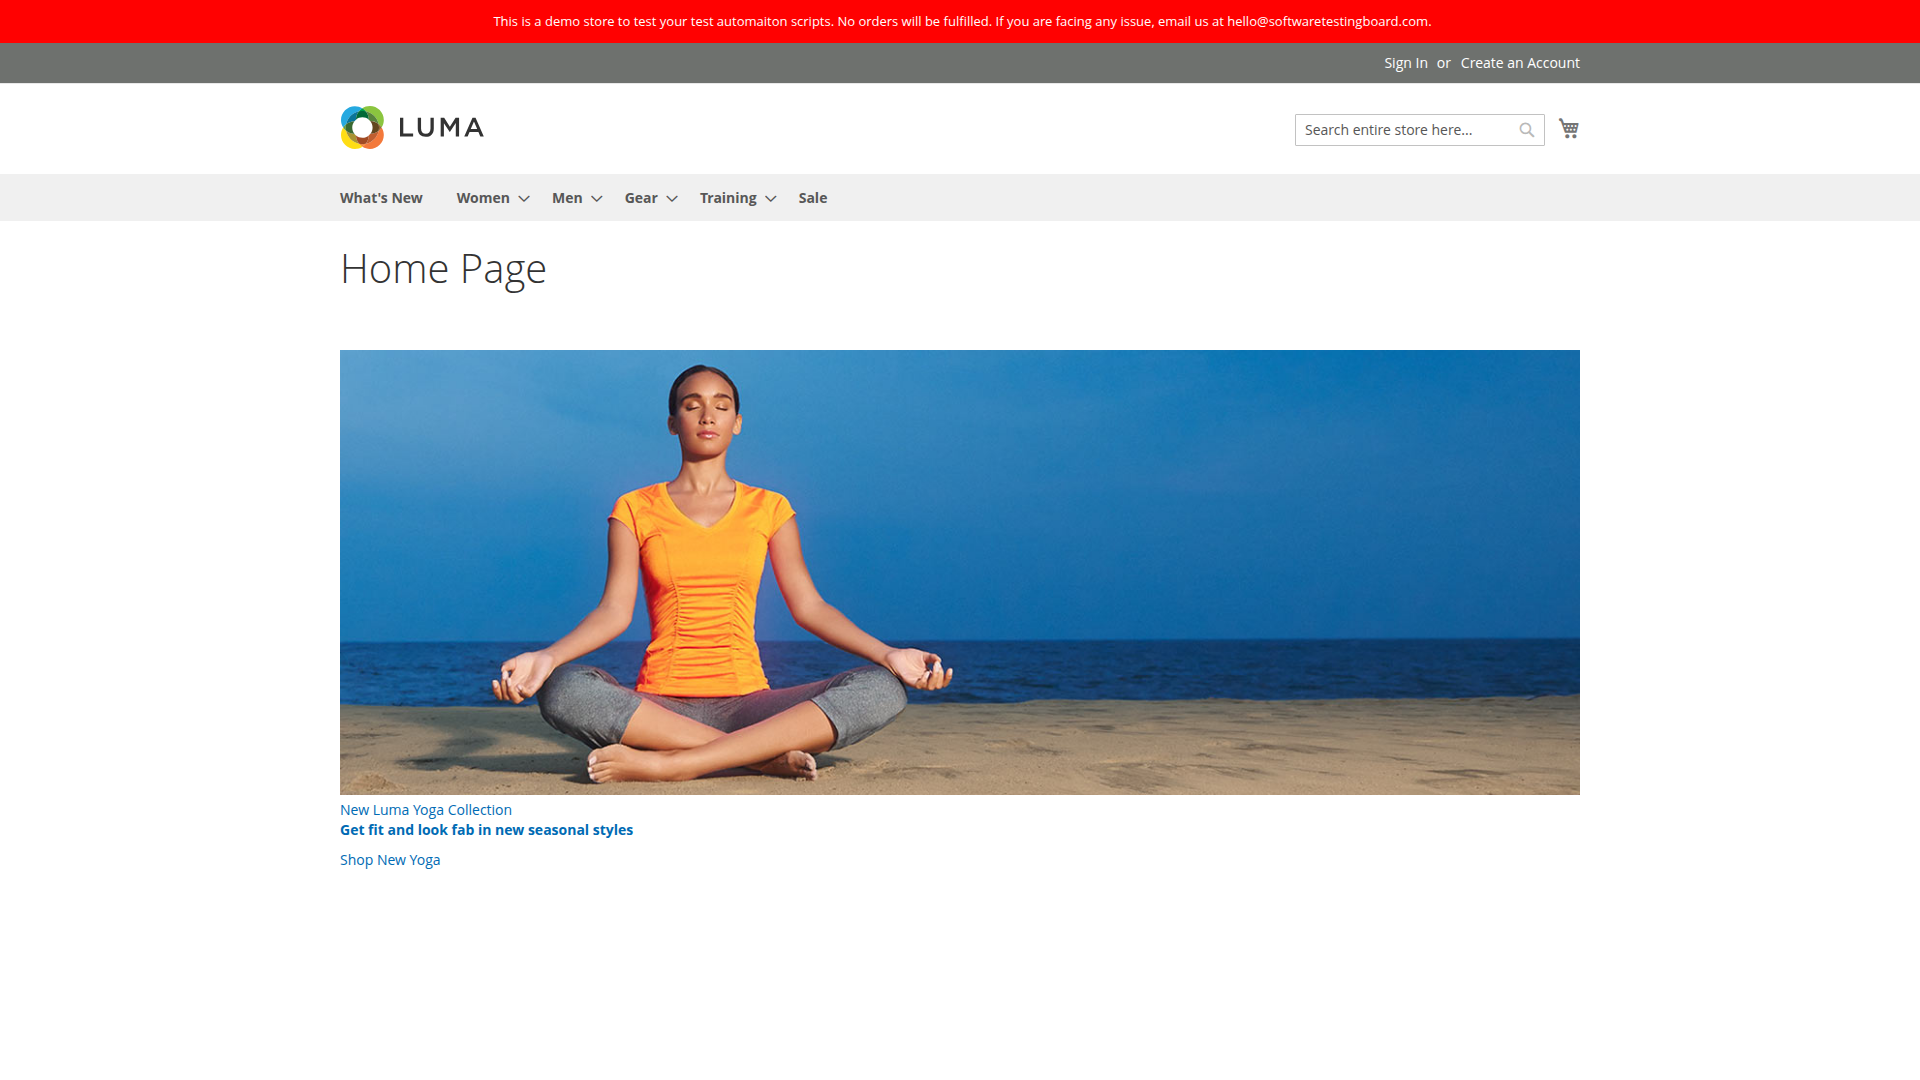 This is a demo store to test your test automaiton scripts. No orders will be fulfilled. If you are facing any issue, email us at hello@softwaretestingboard.com.
Sign In or Create an Account
LUMA
Search entire store here...
What's New Women Men Gear Training Sale
Home Page
New Luma Yoga Collection
Get fit and look fab in new seasonal styles
Shop New Yoga